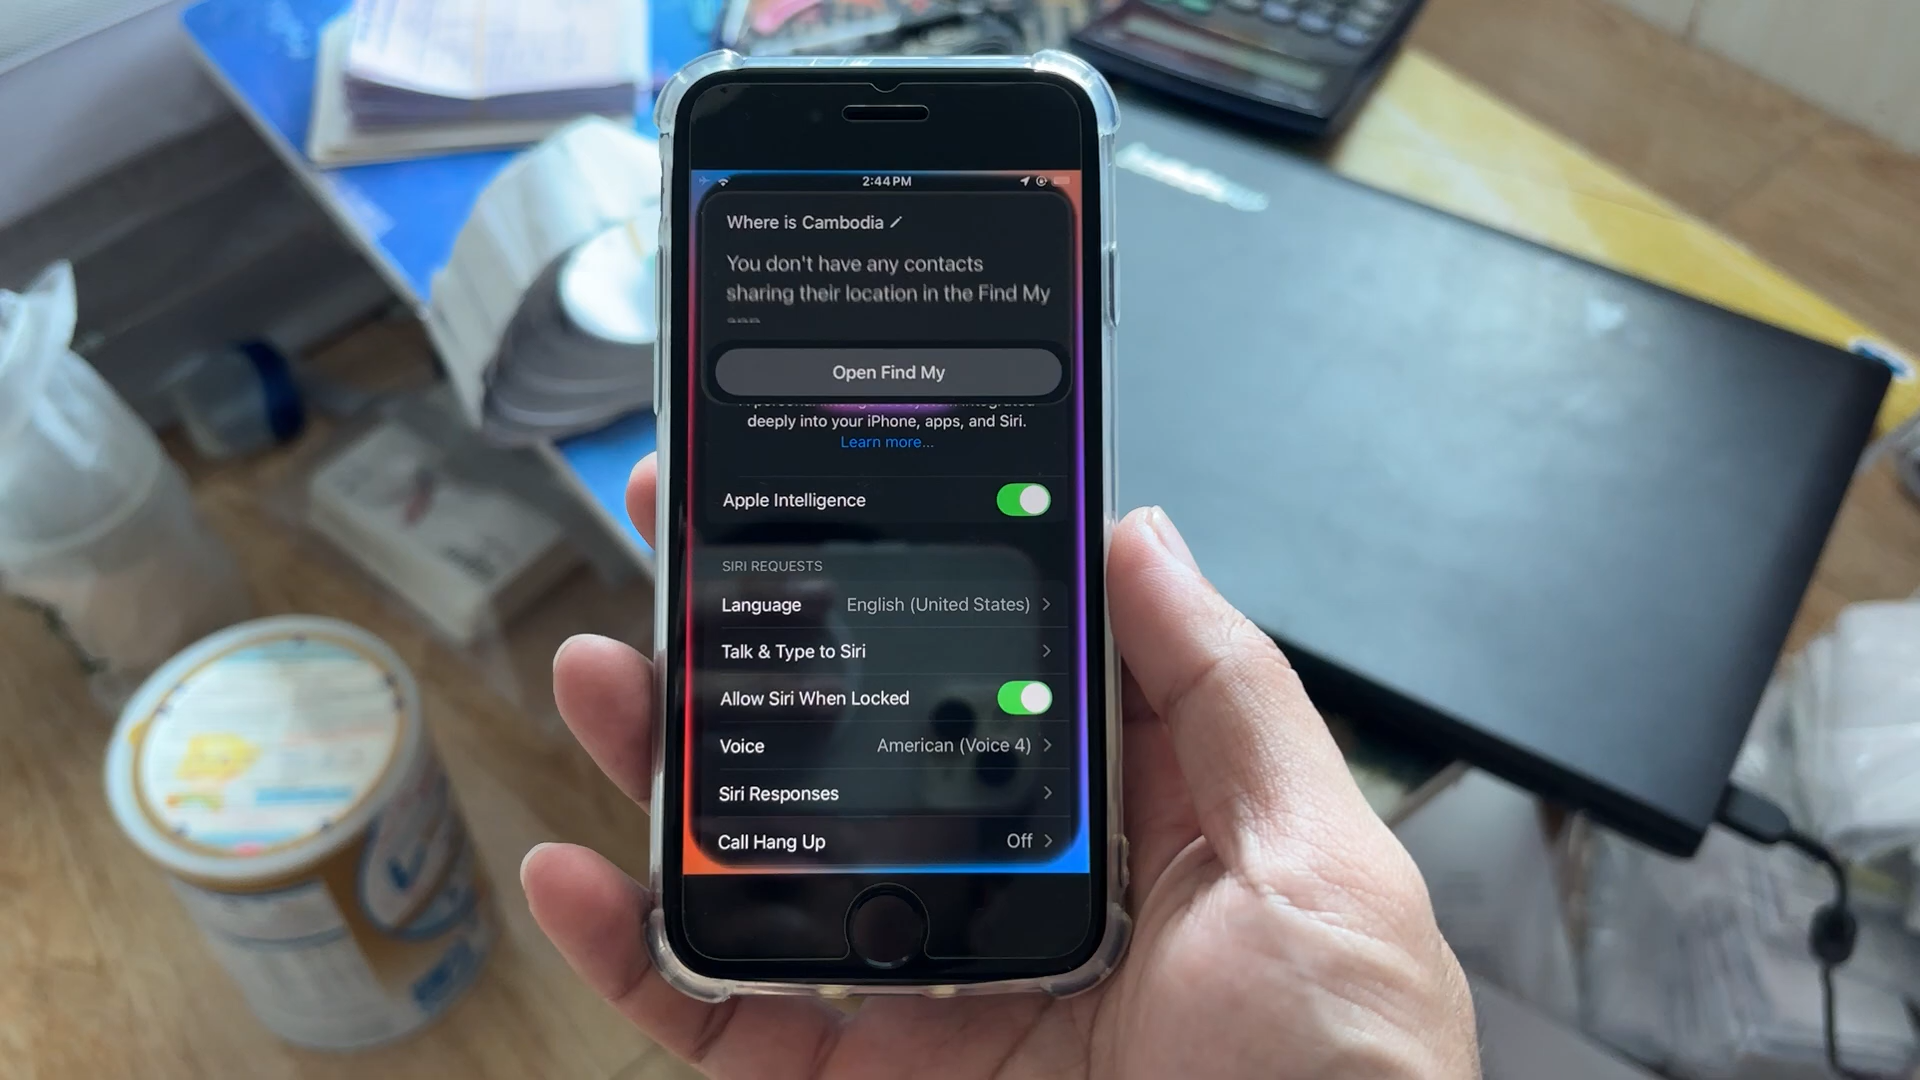 2:44 PM
Where is Cambodia
You don't have any contacts
sharing their location in the Find My
app
Open Find My
deeply into your iPhone, apps, and Siri.
Learn more...
Apple Intelligence
SIRI REQUESTS
Language English (United States)
Talk & Type to Siri
Allow Siri When Locked
Voice American (Voice 4)
Siri Responses
Call Hang Up Off